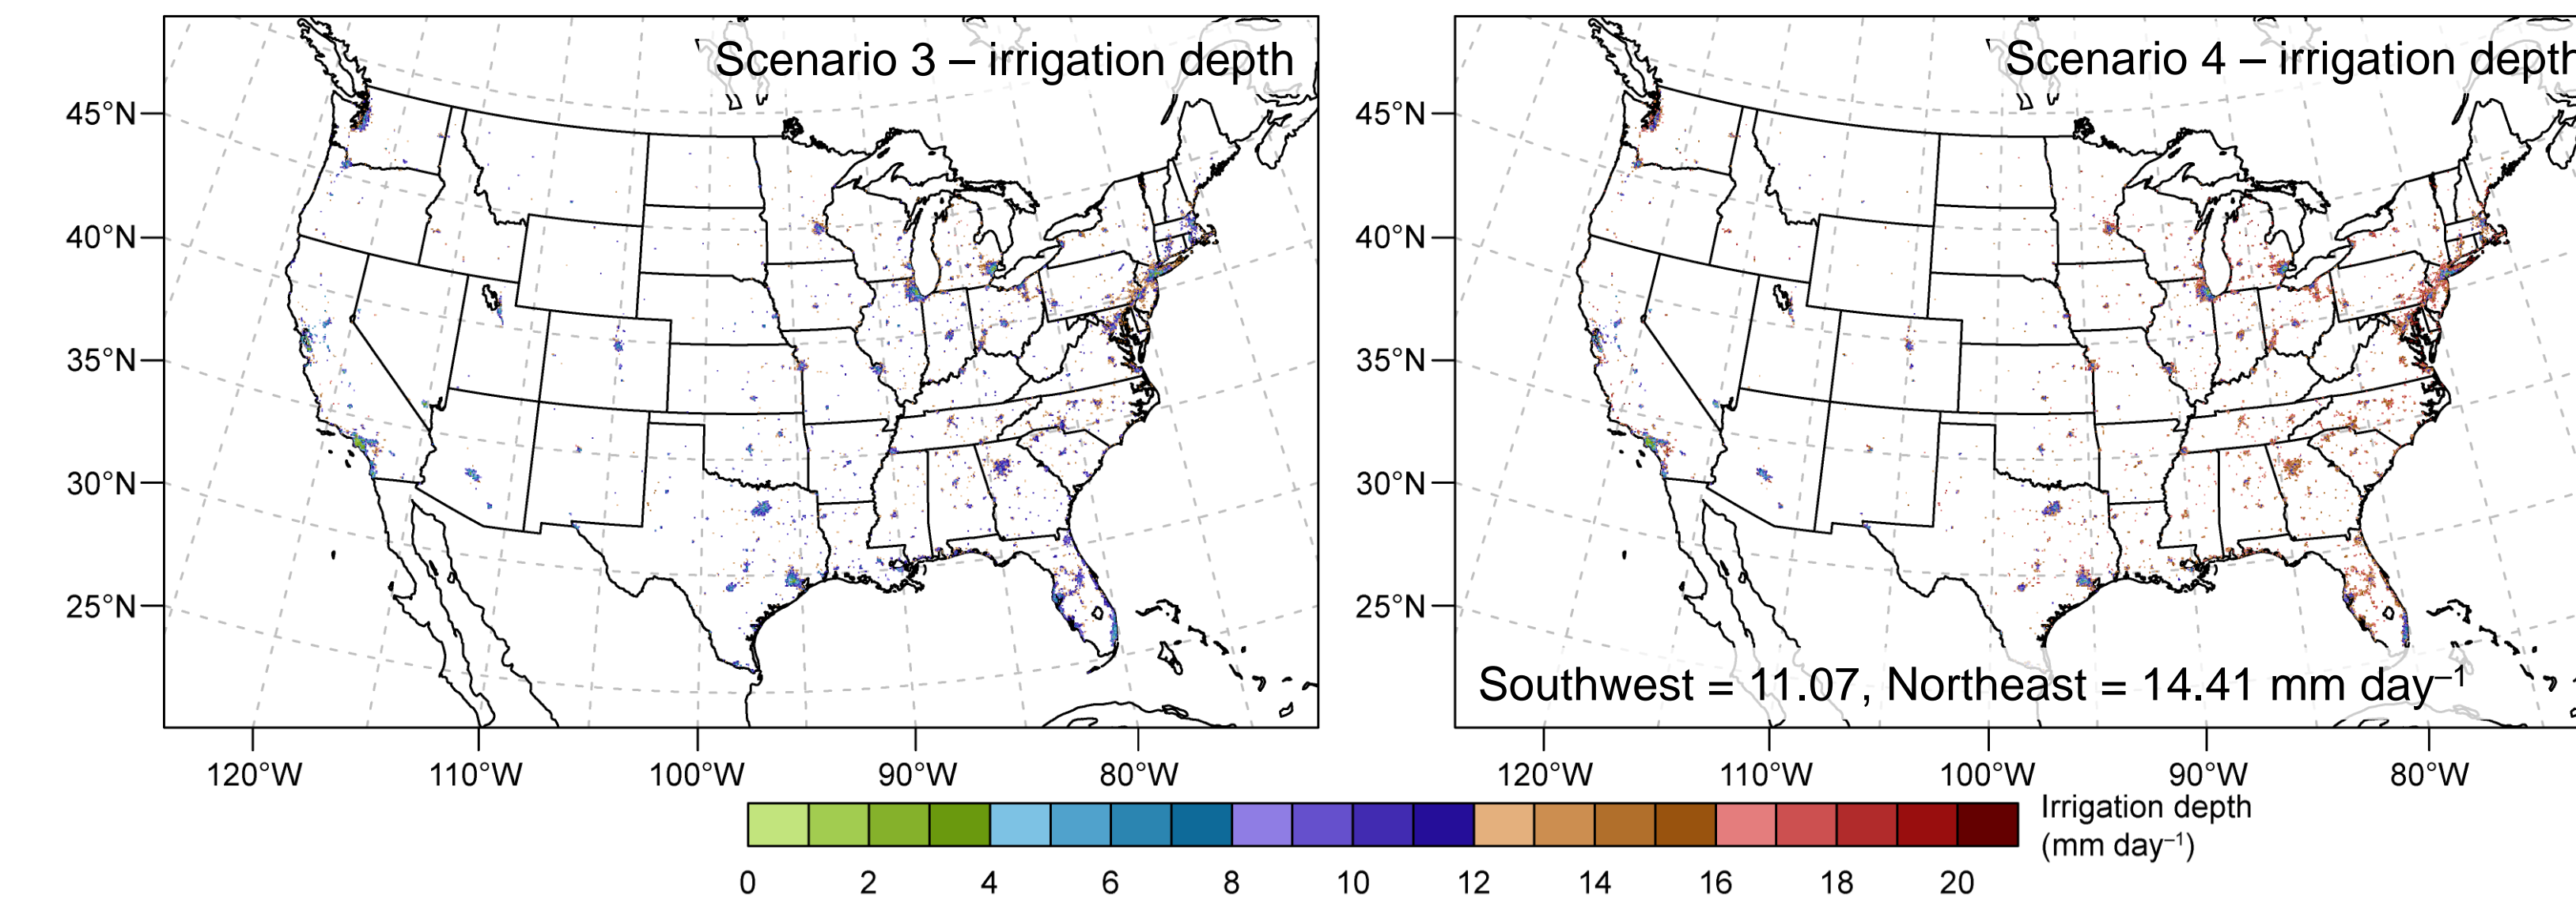 Scenario 3 – irrigation depth
Scenario 4 – irrigation depth
45°N
40°N
35°N
30°N
25°N
45°N
40°N
35°N
30°N
25°N
Southwest = 11.07, Northeast = 14.41 mm day⁻¹
120°W 110°W 100°W 90°W 80°W
120°W 110°W 100°W 90°W 80°W
Irrigation depth
(mm day⁻¹)
0 2 4 6 8 10 12 14 16 18 20